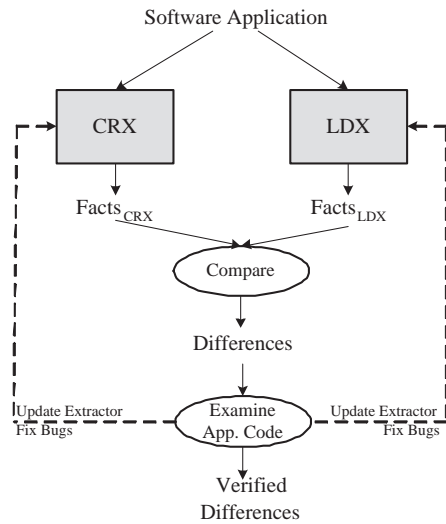 Software Application
CRX
LDX
Facts CRX
Facts LDX
Compare
Differences
Examine
App. Code
Update Extractor
Fix Bugs
Update Extractor
Fix Bugs
Verified
Differences